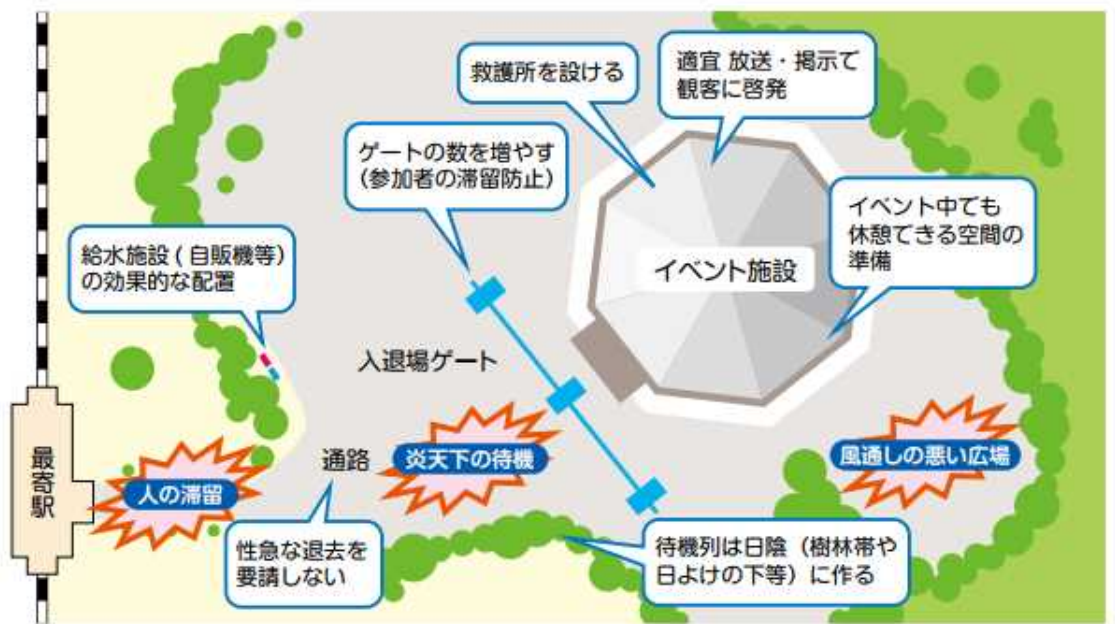 救護所を設ける
適宜 放送・掲示で
観客に啓発
ゲートの数を増やす
(参加者の滞留防止)
イベント中でも
休憩できる空間の
準備
給水施設(自販機等)
の効果的な配置
イベント施設
入退場ゲート
最寄駅
人の滞留
通路
炎天下の待機
風通しの悪い広場
性急な退去を
要請しない
待機列は日陰(樹林帯や
日よけの下等)に作る